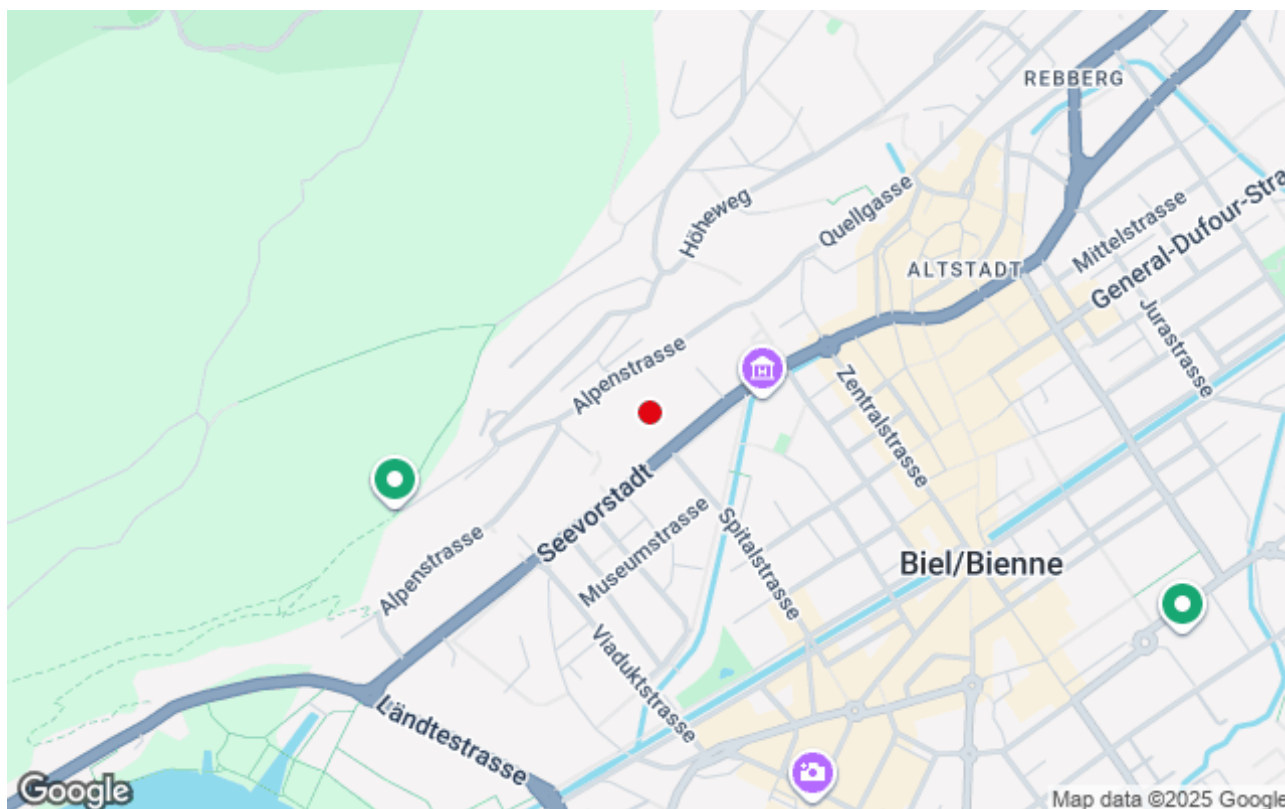 REBBERG
Höheweg
Quellgasse
Mittelstrasse
General-Dufour-Stra
ALTSTADT
Jurastrasse
Alpenstrasse
Zentralstrasse
Seevorstadt
Spitalstrasse
Museumstrasse
Alpenstrasse
Biel/Bienne
Viaduktstrasse
Ländtestrasse
Google
Map data ©2025 Google